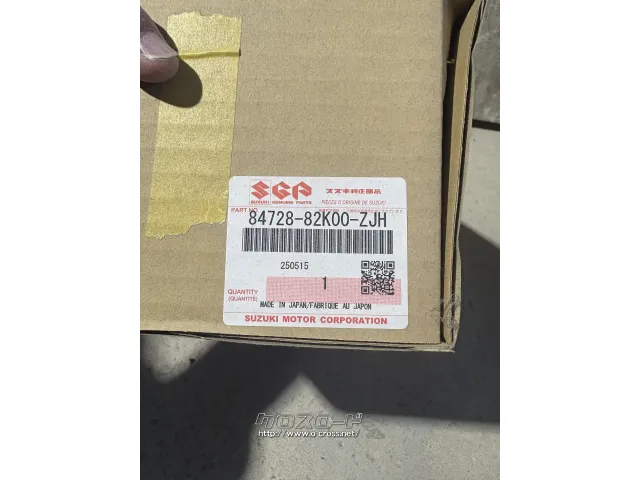 SGP
SUZUKI GENUINE PARTS
スズキ純正部品
PIECES D'ORIGINE DE SUZUKI
PART NO.
84728-82K00-ZJH
250515
QUANTITY
(QUANTITE)
1
MADE IN JAPAN/FABRIQUE AU JAPON
SUZUKI MOTOR CORPORATION
クロスロード
http://www.o-cross.net/